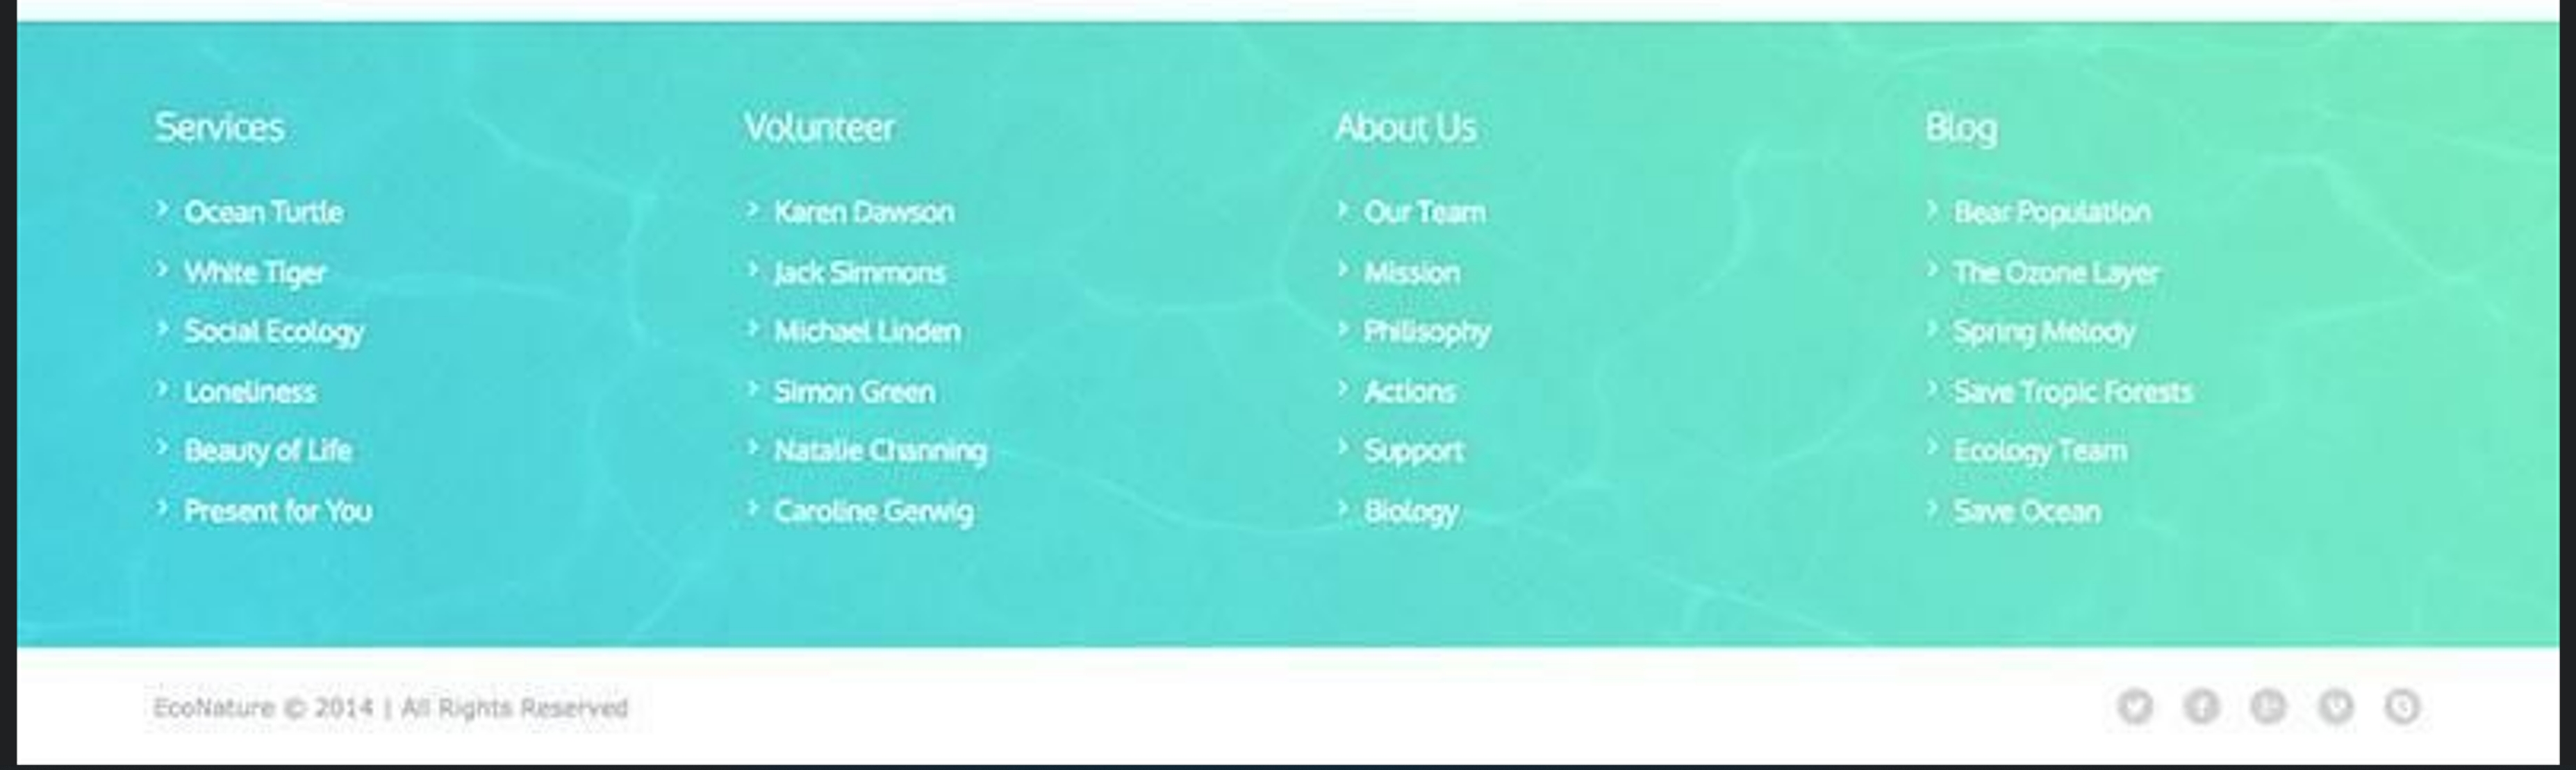 Services
Ocean Turtle
White Tiger
Social Ecology
Loneliness
Beauty of Life
Present for You
Volunteer
Karen Dawson
Jack Simmons
Michael Linden
Simon Green
Natalie Channing
Caroline Gerwig
About Us
Our Team
Mission
Philisophy
Actions
Support
Biology
Blog
Bear Population
The Ozone Layer
Spring Melody
Save Tropic Forests
Ecology Team
Save Ocean
EcoNature © 2014 | All Rights Reserved